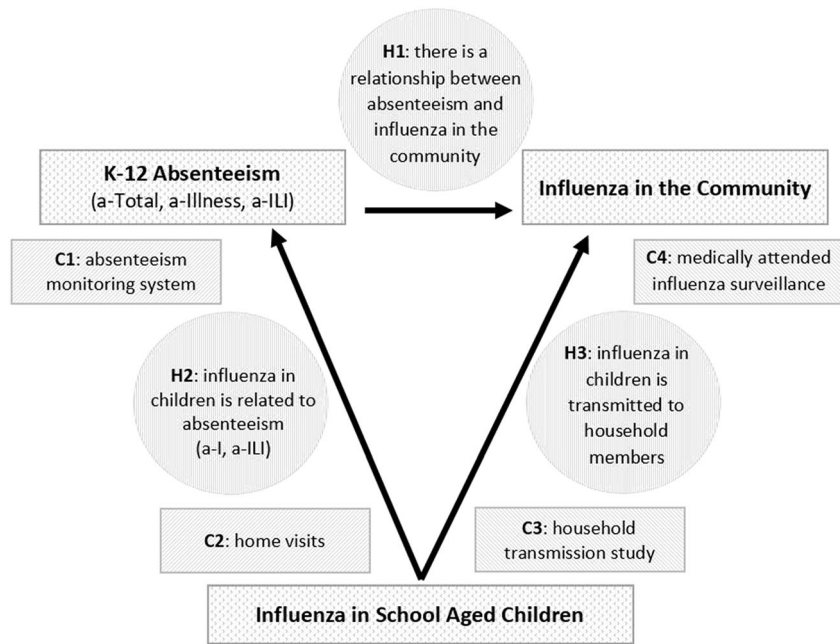 H1: there is a
relationship between
absenteeism and
influenza in the
community
K-12 Absenteeism
(a-Total, a-Illness, a-ILI)
Influenza in the Community
C1: absenteeism
monitoring system
C4: medically attended
influenza surveillance
H2: influenza in
children is related to
absenteeism
(a-I, a-ILI)
H3: influenza in
children is
transmitted to
household
members
C2: home visits
C3: household
transmission study
Influenza in School Aged Children